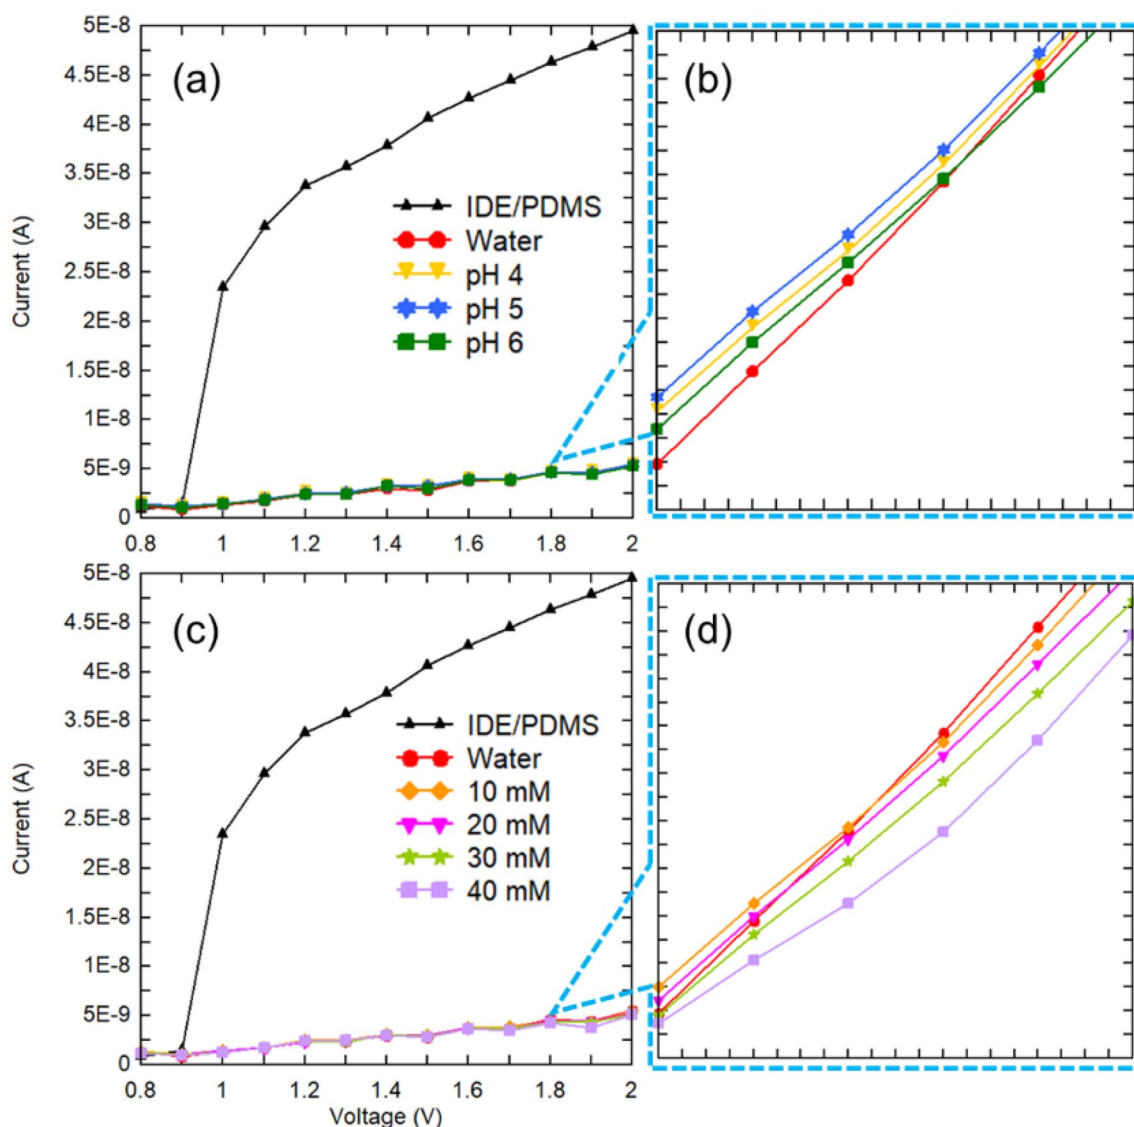 5E-8
4.5E-8
4E-8
3.5E-8
3E-8
2.5E-8
2E-8
1.5E-8
1E-8
5E-9
0
Current (A)
(a)
IDE/PDMS
Water
pH 4
pH 5
pH 6
0.8 1 1.2 1.4 1.6 1.8 2
(b)
5E-8
4.5E-8
4E-8
3.5E-8
3E-8
2.5E-8
2E-8
1.5E-8
1E-8
5E-9
0
Current (A)
(c)
IDE/PDMS
Water
10 mM
20 mM
30 mM
40 mM
0.8 1 1.2 1.4 1.6 1.8 2
Voltage (V)
(d)